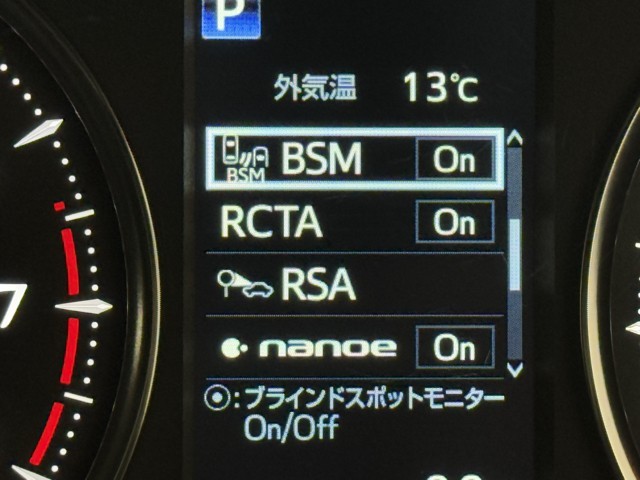 P
外気温 13℃
BSM BSM On
RCTA On
RSA
nanoe On
⦿:ブラインドスポットモニター
On/Off
7